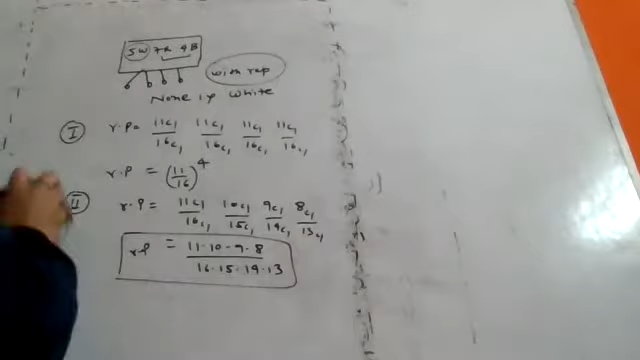 5W 7R 4B
with rep
None is white
I r.p = 11C₁/16C₁ 11C₁/16C₁ 11C₁/16C₁ 11C₁/16C₁
r.p = (11/16)⁴
II r.p = 11C₁/16C₁ 10C₁/15C₁ 9C₁/14C₁ 8C₁/13C₁
r.p = 11·10·9·8/16·15·14·13